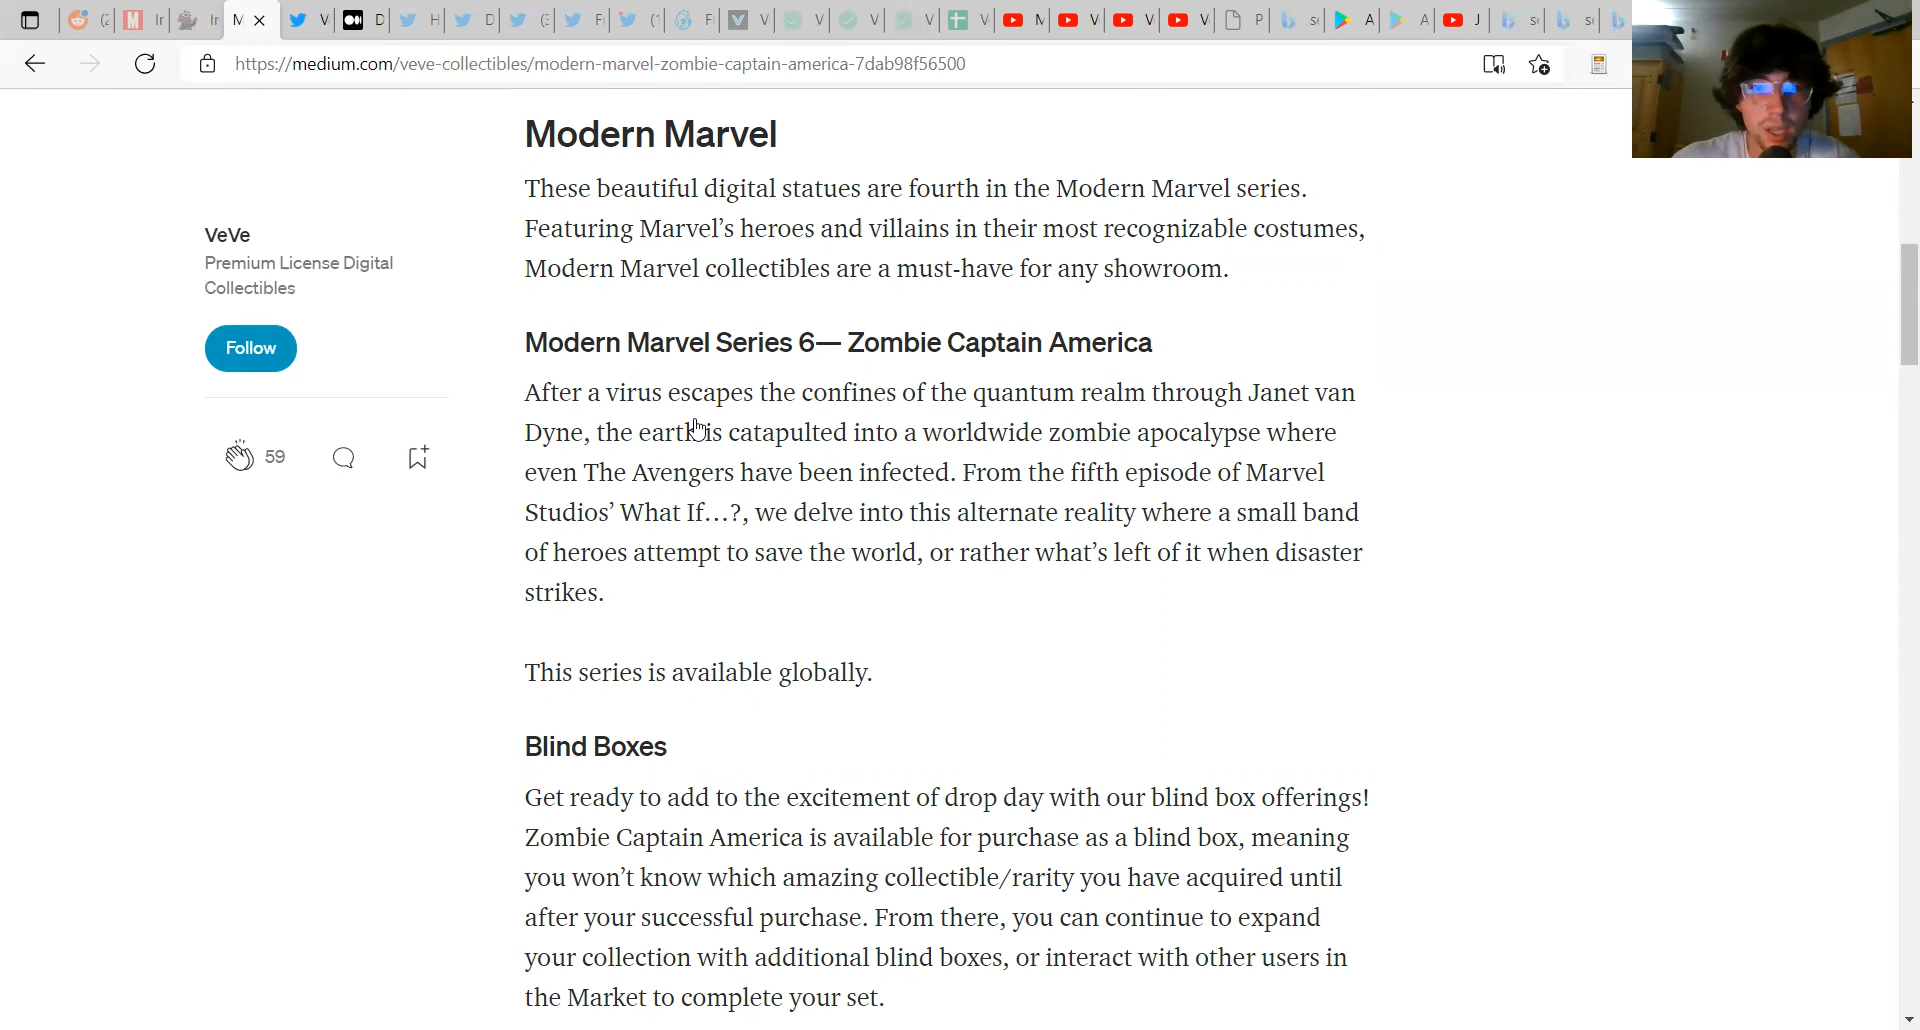 https://medium.com/veve-collectibles/modern-marvel-zombie-captain-america-7dab98f56500
Modern Marvel
These beautiful digital statues are fourth in the Modern Marvel series.
Featuring Marvel’s heroes and villains in their most recognizable costumes,
Modern Marvel collectibles are a must-have for any showroom.
VeVe
Premium License Digital
Collectibles
Follow
59
Modern Marvel Series 6— Zombie Captain America
After a virus escapes the confines of the quantum realm through Janet van
Dyne, the earth is catapulted into a worldwide zombie apocalypse where
even The Avengers have been infected. From the fifth episode of Marvel
Studios’ What If…?, we delve into this alternate reality where a small band
of heroes attempt to save the world, or rather what’s left of it when disaster
strikes.
This series is available globally.
Blind Boxes
Get ready to add to the excitement of drop day with our blind box offerings!
Zombie Captain America is available for purchase as a blind box, meaning
you won’t know which amazing collectible/rarity you have acquired until
after your successful purchase. From there, you can continue to expand
your collection with additional blind boxes, or interact with other users in
the Market to complete your set.